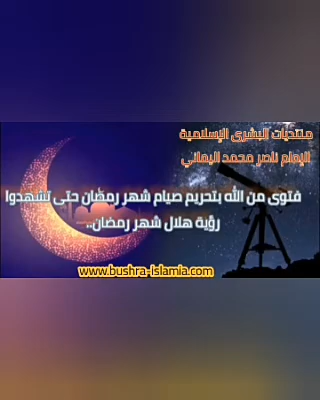 منتديات البشرى الإسلامية
الإمام ناصر محمد اليماني
فتوى من الله بتحريم صيام شهر رمضان حتى تشهدوا
رؤية هلال شهر رمضان..
www.bushra-islamia.com